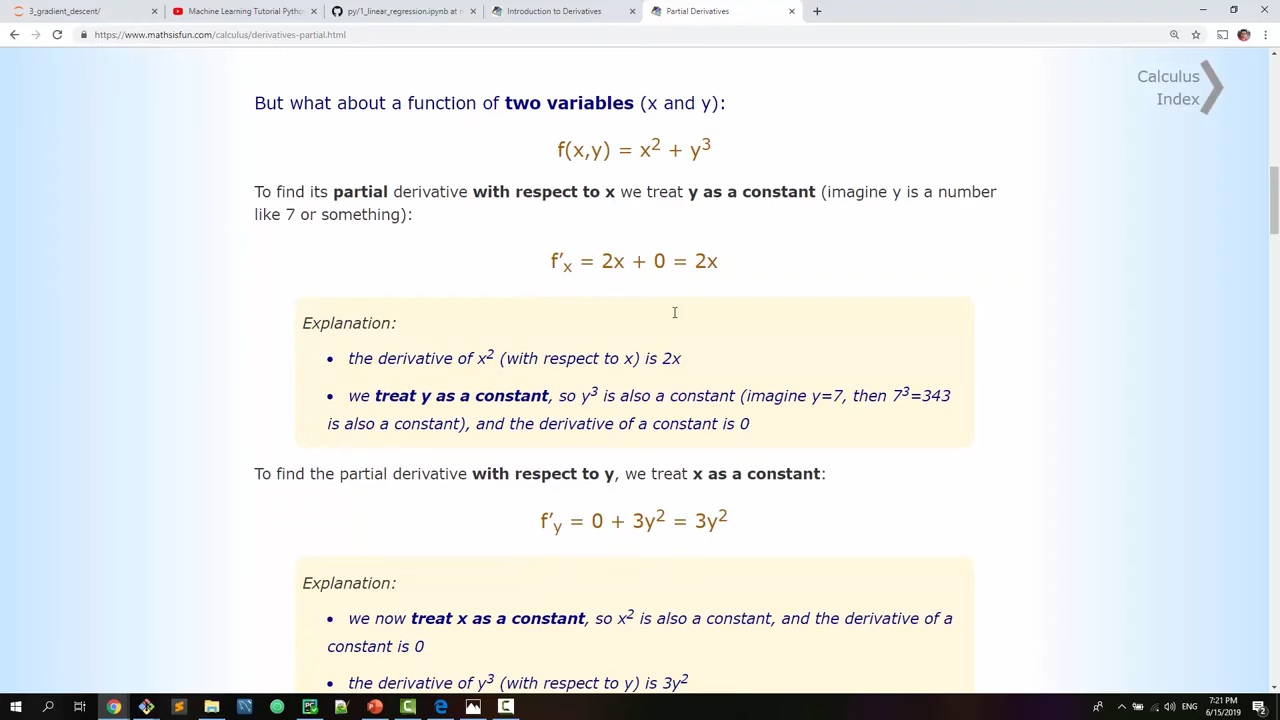 3_gradient_descent/
Machine Learning Tutorial Python
py/1_linear_regression.ipynb at m
Introduction to Derivatives
Partial Derivatives
https://www.mathsisfun.com/calculus/derivatives-partial.html
Calculus
Index
But what about a function of two variables (x and y):
f(x,y) = x² + y³
To find its partial derivative with respect to x we treat y as a constant (imagine y is a number
like 7 or something):
f’ₓ = 2x + 0 = 2x
Explanation:
• the derivative of x² (with respect to x) is 2x
• we treat y as a constant, so y³ is also a constant (imagine y=7, then 7³=343
is also a constant), and the derivative of a constant is 0
To find the partial derivative with respect to y, we treat x as a constant:
f’y = 0 + 3y² = 3y²
Explanation:
• we now treat x as a constant, so x² is also a constant, and the derivative of a
constant is 0
• the derivative of y³ (with respect to y) is 3y²
ENG
7:21 PM
6/15/2019